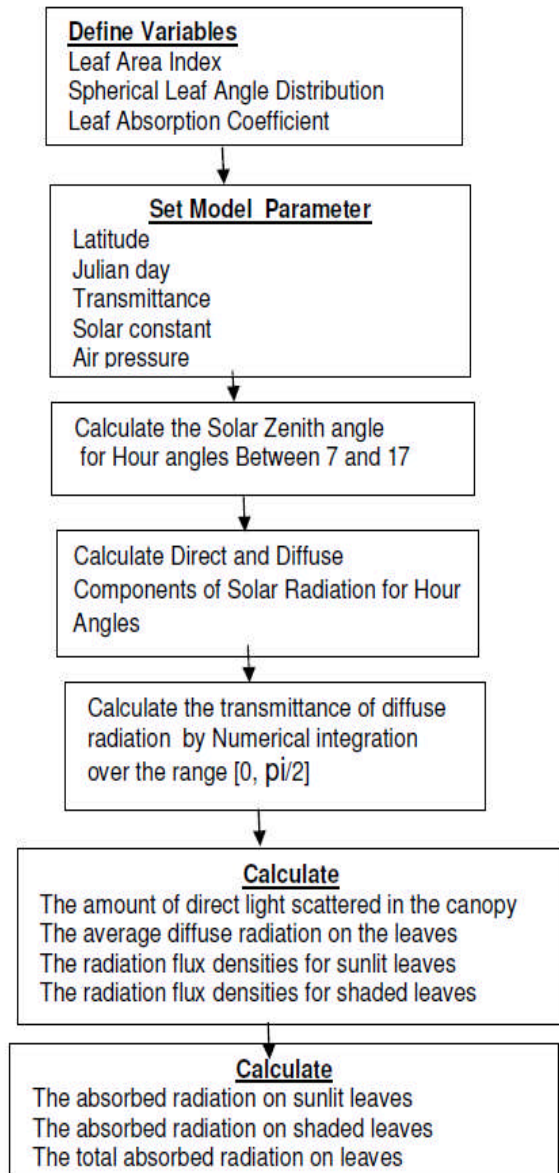 Define Variables
Leaf Area Index
Spherical Leaf Angle Distribution
Leaf Absorption Coefficient
Set Model Parameter
Latitude
Julian day
Transmittance
Solar constant
Air pressure
Calculate the Solar Zenith angle
for Hour angles Between 7 and 17
Calculate Direct and Diffuse
Components of Solar Radiation for Hour
Angles
Calculate the transmittance of diffuse
radiation by Numerical integration
over the range [0, pi/2]
Calculate
The amount of direct light scattered in the canopy
The average diffuse radiation on the leaves
The radiation flux densities for sunlit leaves
The radiation flux densities for shaded leaves
Calculate
The absorbed radiation on sunlit leaves
The absorbed radiation on shaded leaves
The total absorbed radiation on leaves